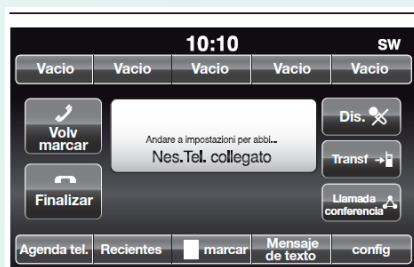 10:10 SW
Vacio Vacio Vacio Vacio Vacio
Volv
marcar
Andare a impostazioni per abbi...
Nes.Tel. collegato
Dis.
Transf
Finalizar
Llamada
conferencia
Agenda tel. Recientes marcar Mensaje
de texto config